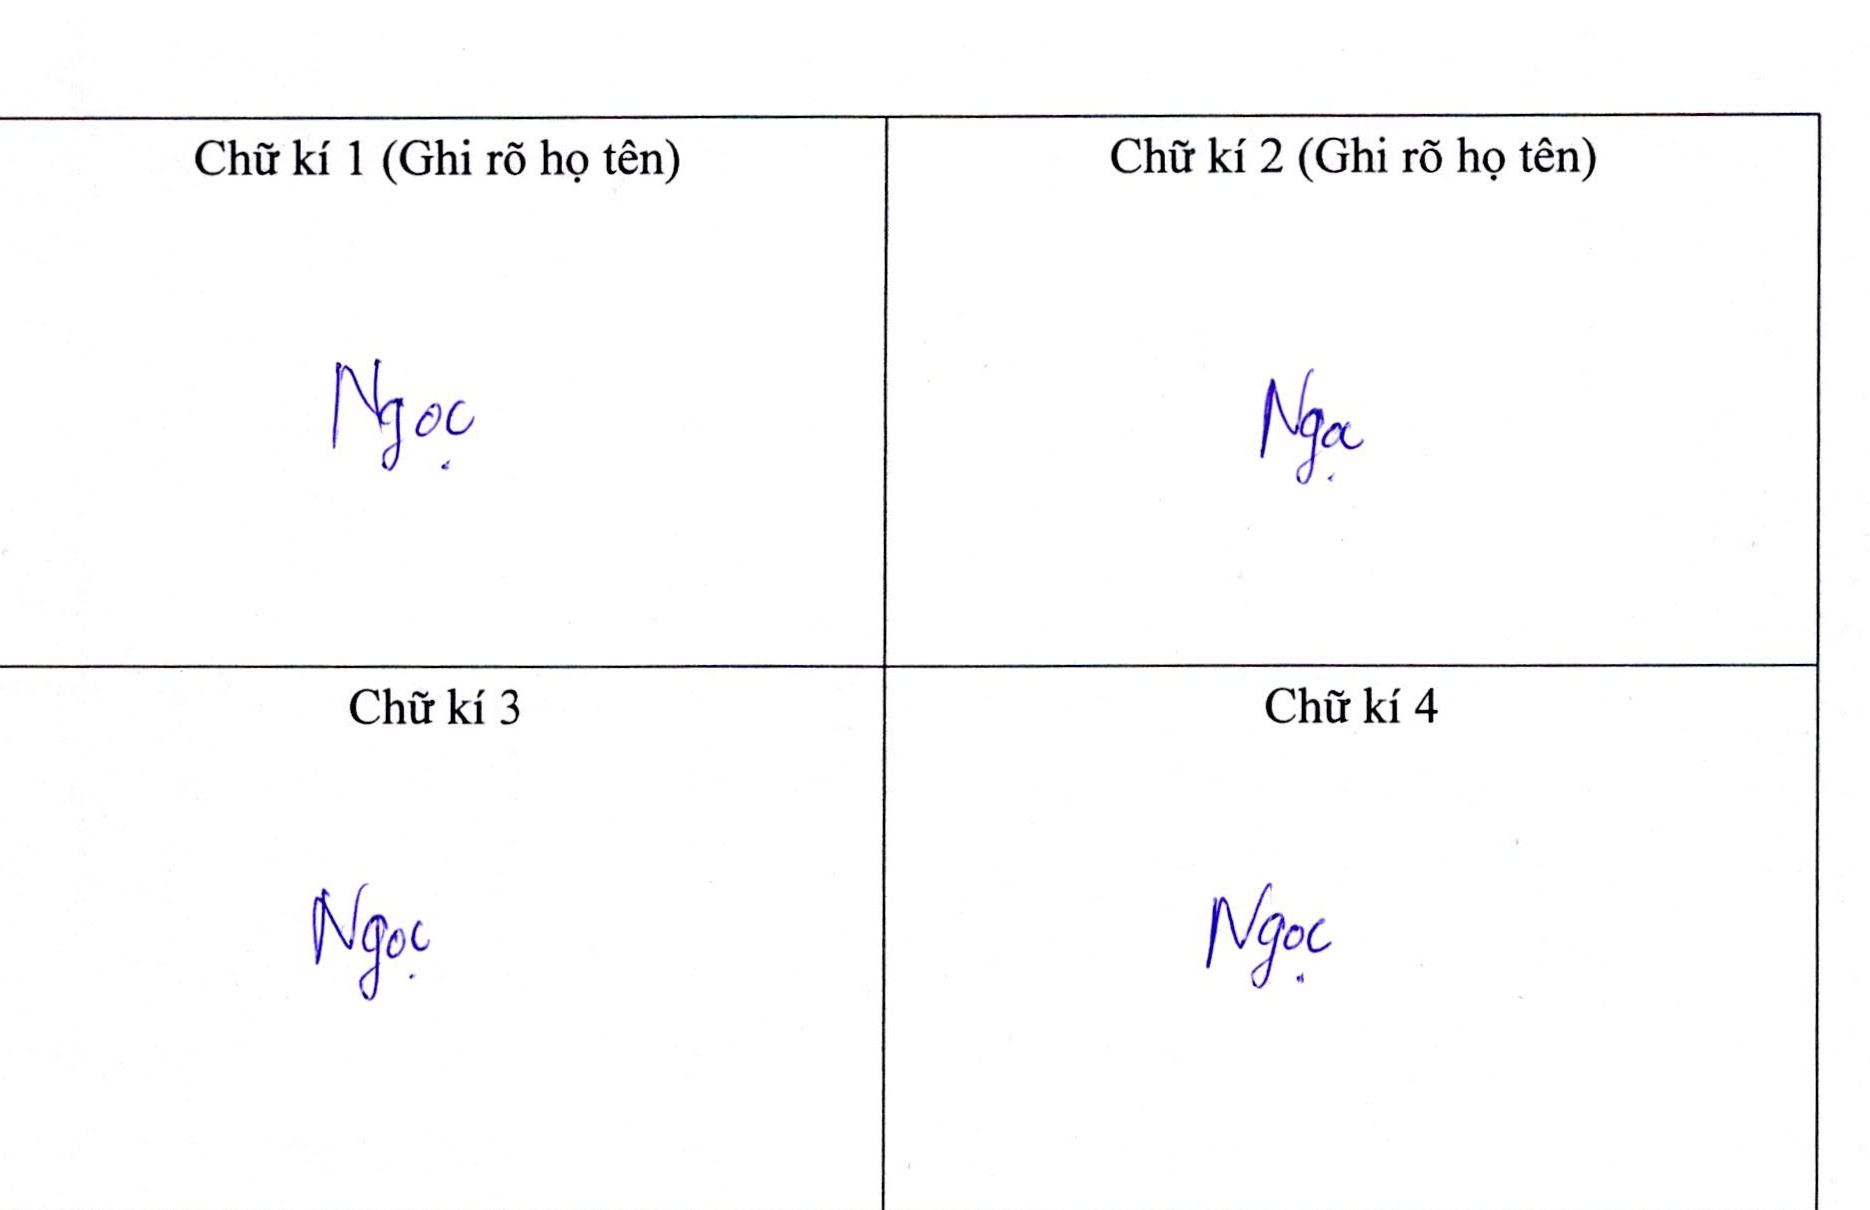 Chữ kí 1 (Ghi rõ họ tên)
Chữ kí 2 (Ghi rõ họ tên)
Ngọc
Ngọc
Chữ kí 3
Chữ kí 4
Ngọc
Ngọc